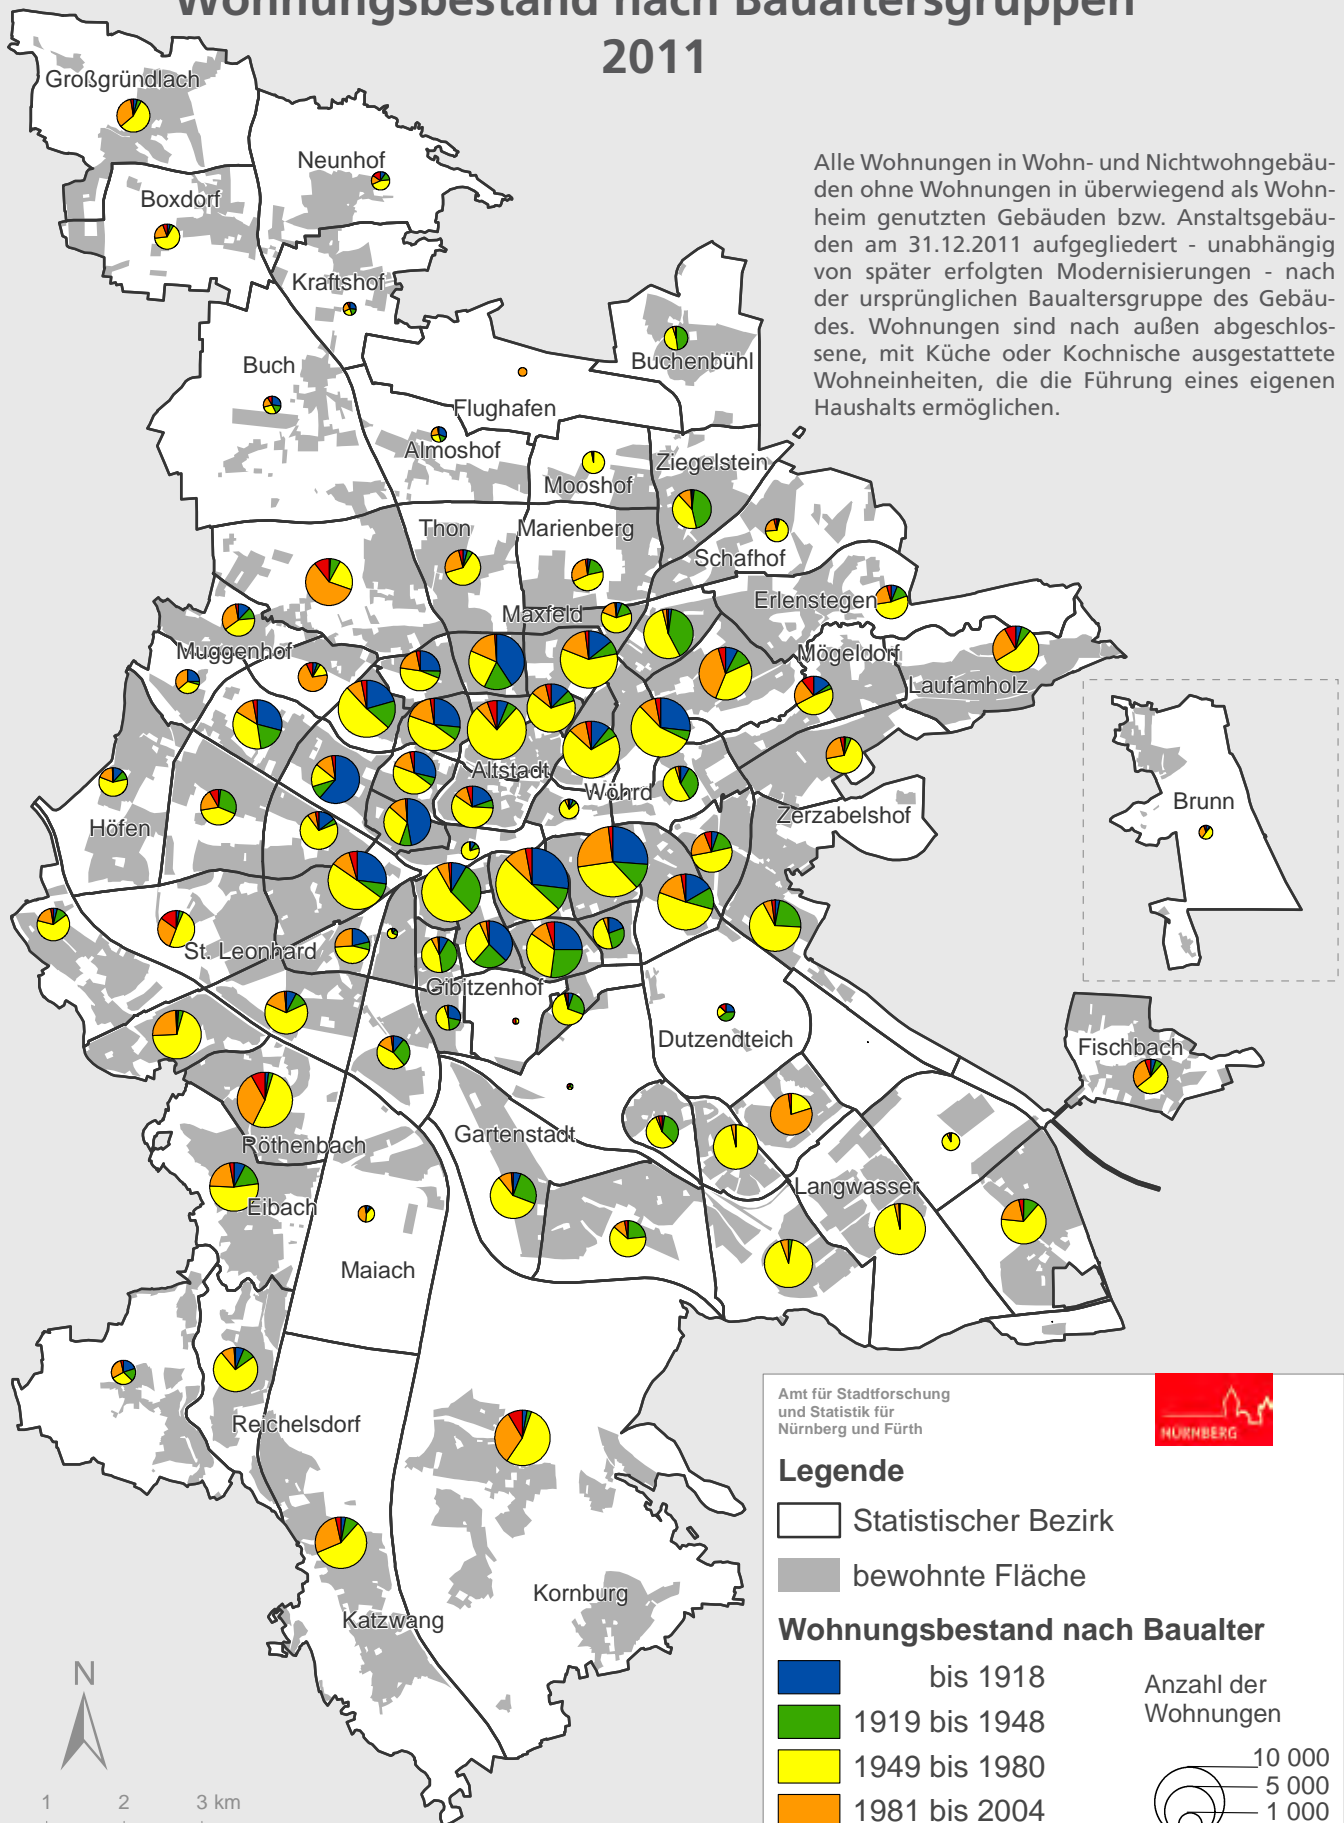 Wohnungsbestand nach Baualtersgruppen
2011
Alle Wohnungen in Wohn- und Nichtwohngebäu-
den ohne Wohnungen in überwiegend als Wohn-
heim genutzten Gebäuden bzw. Anstaltsgebäu-
den am 31.12.2011 aufgegliedert - unabhängig
von später erfolgten Modernisierungen - nach
der ursprünglichen Baualtersgruppe des Gebäu-
des. Wohnungen sind nach außen abgeschlos-
sene, mit Küche oder Kochnische ausgestattete
Wohneinheiten, die die Führung eines eigenen
Haushalts ermöglichen.
Großgründlach
Neunhof
Boxdorf
Kraftshof
Buch
Buchenbühl
Flughafen
Almoshof
Mooshof
Ziegelstein
Thon
Marienberg
Schafhof
Maxfeld
Erlenstegen
Muggenhof
Mögeldorf
Laufamholz
Altstadt
Wöhrd
Zerzabelshof
Höfen
Brunn
St. Leonhard
Gibitzenhof
Dutzendteich
Fischbach
Röthenbach
Gartenstadt
Eibach
Langwasser
Maiach
Reichelsdorf
Kornburg
Katzwang
N
1 2 3 km
Amt für Stadtforschung
und Statistik für
Nürnberg und Fürth
NÜRNBERG
Legende
Statistischer Bezirk
bewohnte Fläche
Wohnungsbestand nach Baualter
bis 1918
1919 bis 1948
1949 bis 1980
1981 bis 2004
Anzahl der
Wohnungen
10 000
5 000
1 000